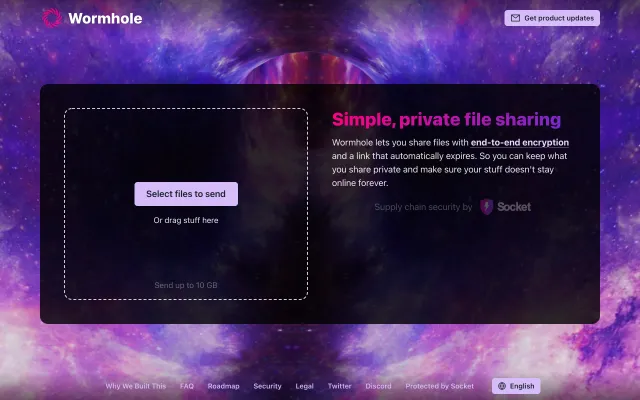 Wormhole
Get product updates
Select files to send
Or drag stuff here
Send up to 10 GB
Simple, private file sharing
Wormhole lets you share files with end-to-end encryption
and a link that automatically expires. So you can keep what
you share private and make sure your stuff doesn't stay
online forever.
Supply chain security by Socket
Why We Built This FAQ Roadmap Security Legal Twitter Discord Protected by Socket English